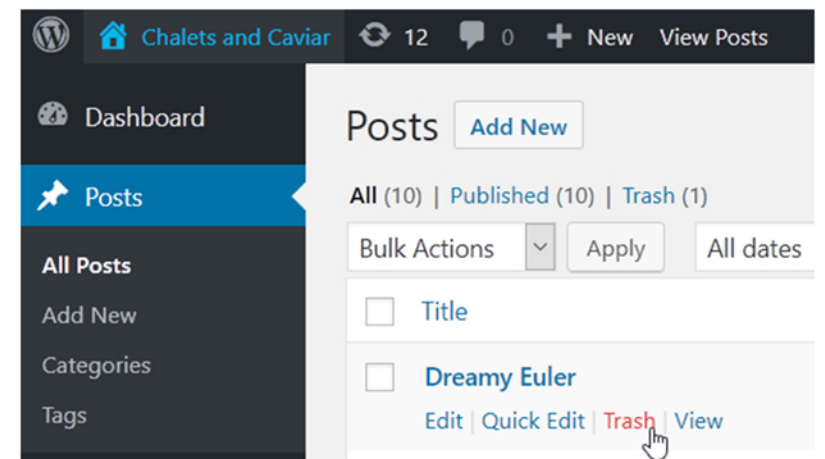 Chalets and Caviar 12 0 New View Posts
Dashboard
Posts
All Posts
Add New
Categories
Tags
Posts Add New
All (10) | Published (10) | Trash (1)
Bulk Actions Apply All dates
Title
Dreamy Euler
Edit | Quick Edit | Trash | View